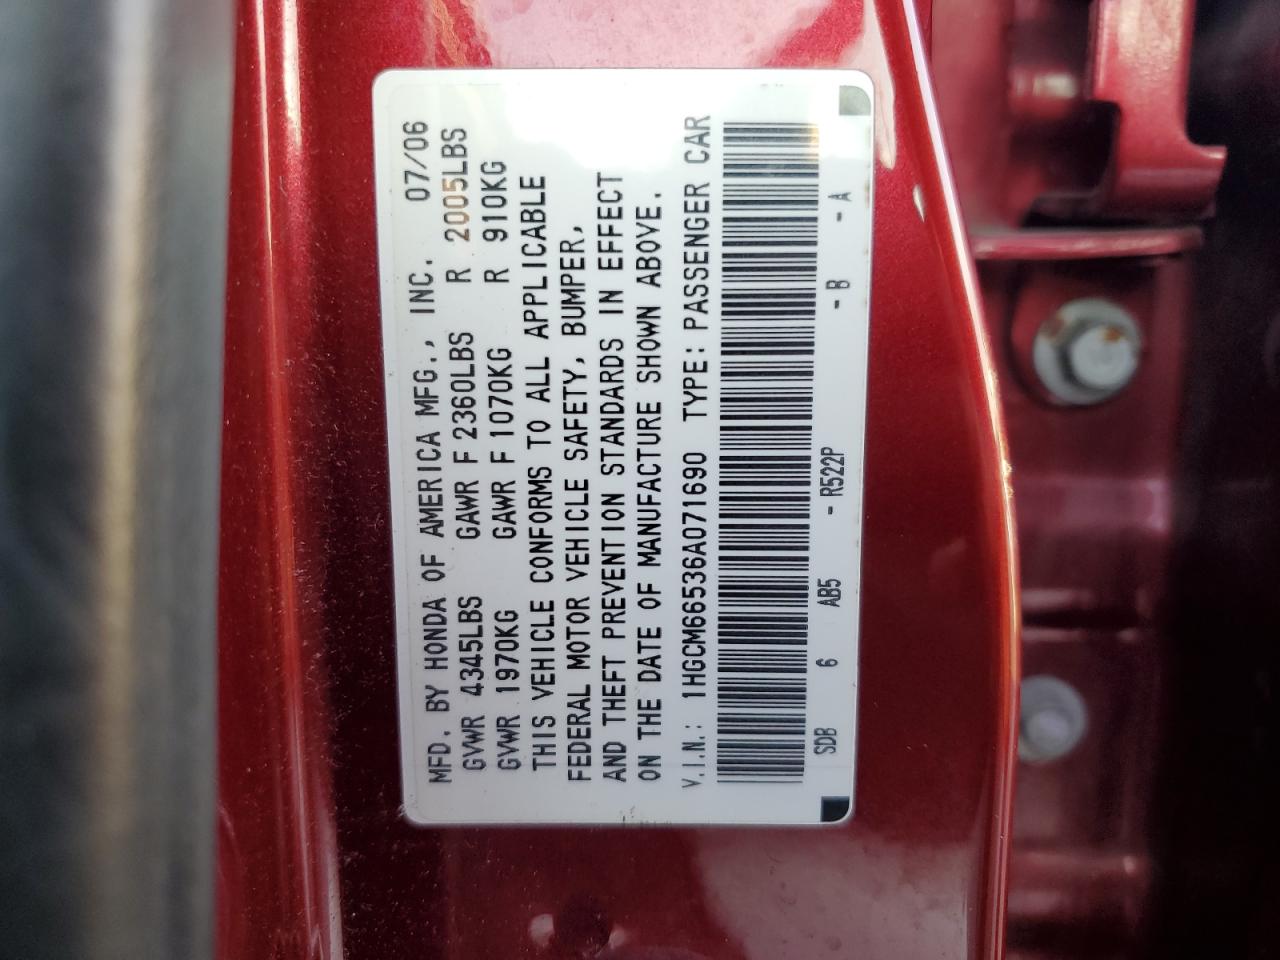 MFD. BY HONDA OF AMERICA MFG., INC. 07/06
GVWR 4345LBS GAWR F 2360LBS R 2005LBS
GVWR 1970KG GAWR F 1070KG R 910KG
THIS VEHICLE CONFORMS TO ALL APPLICABLE
FEDERAL MOTOR VEHICLE SAFETY, BUMPER,
AND THEFT PREVENTION STANDARDS IN EFFECT
ON THE DATE OF MANUFACTURE SHOWN ABOVE.
V.I.N.: 1HGCM66536A071690 TYPE: PASSENGER CAR
SDB 6 AB5 - R522P - B - A